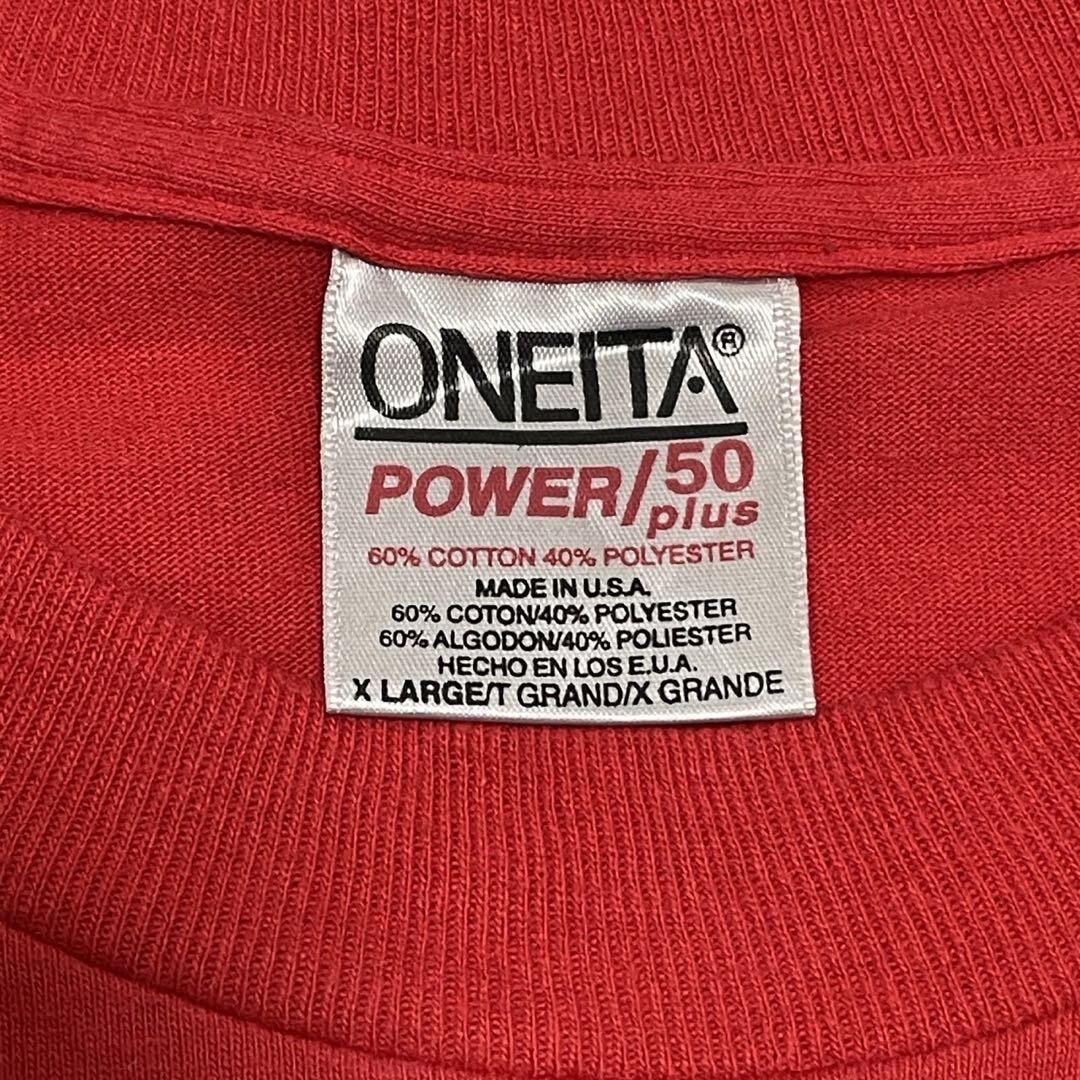 ONEITA®
POWER/50 plus
60% COTTON 40% POLYESTER
MADE IN U.S.A.
60% COTON/40% POLYESTER
60% ALGODON/40% POLIESTER
HECHO EN LOS E.U.A.
X LARGE/T GRAND/X GRANDE